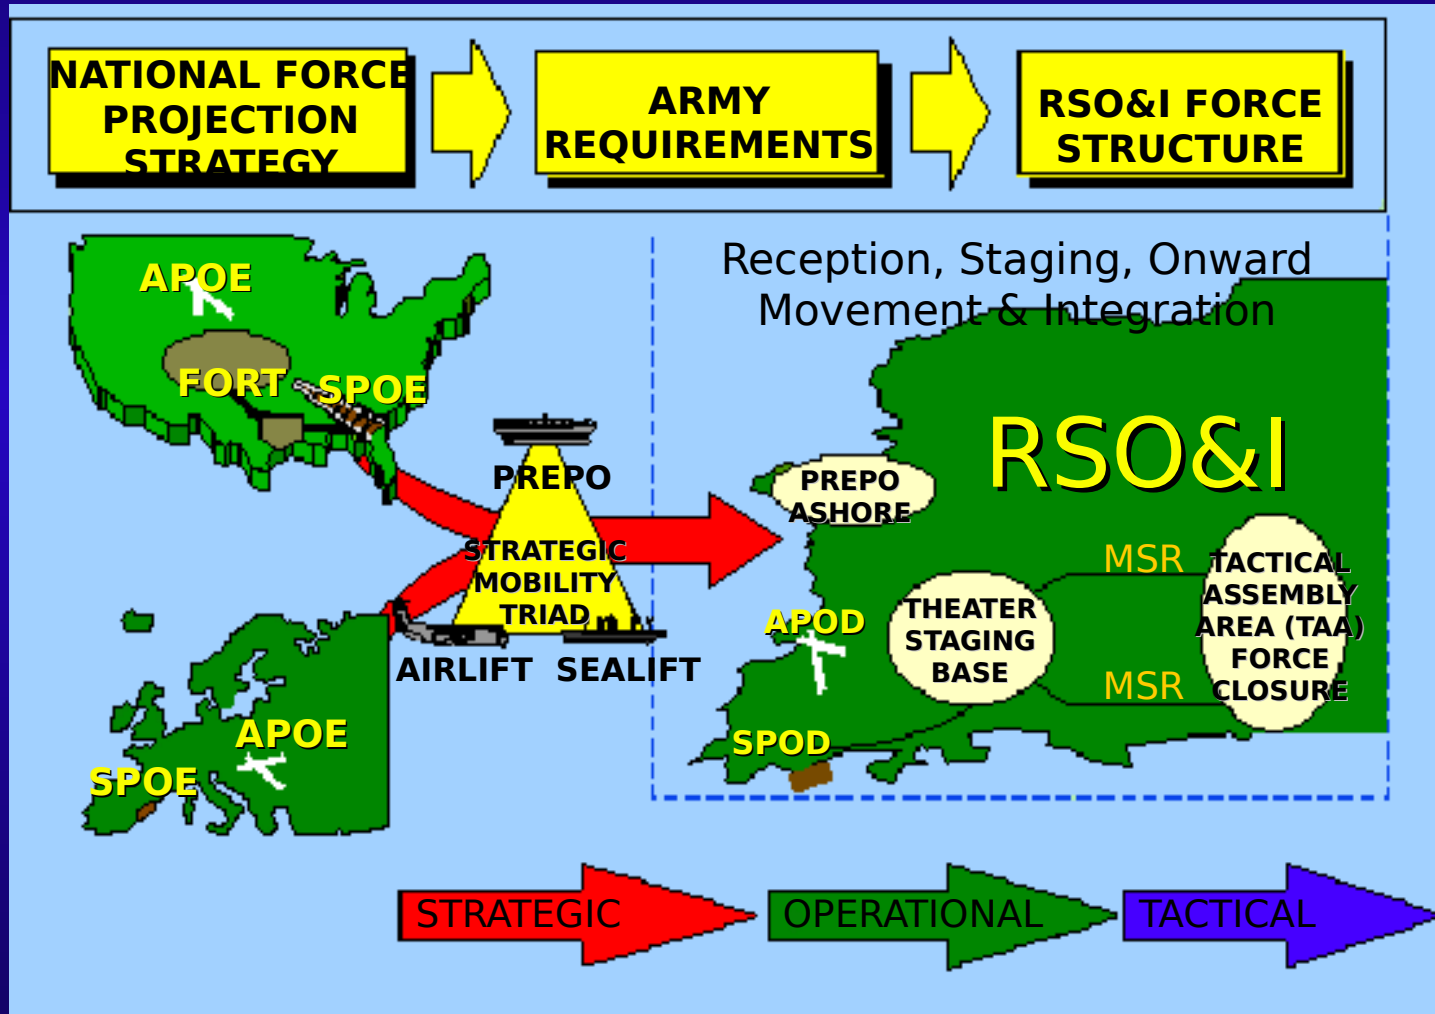 NATIONAL FORCE
PROJECTION
STRATEGY
ARMY
REQUIREMENTS
RSO&I FORCE
STRUCTURE
Reception, Staging, Onward
Movement & Integration
APOE
FORT
SPOE
RSO&I
PREPO
STRATEGIC
MOBILITY
TRIAD
AIRLIFT
SEALIFT
PREPO
ASHORE
MSR
TACTICAL
ASSEMBLY
AREA (TAA)
FORCE
CLOSURE
THEATER
STAGING
BASE
APOD
MSR
SPOD
APOE
SPOE
STRATEGIC
OPERATIONAL
TACTICAL